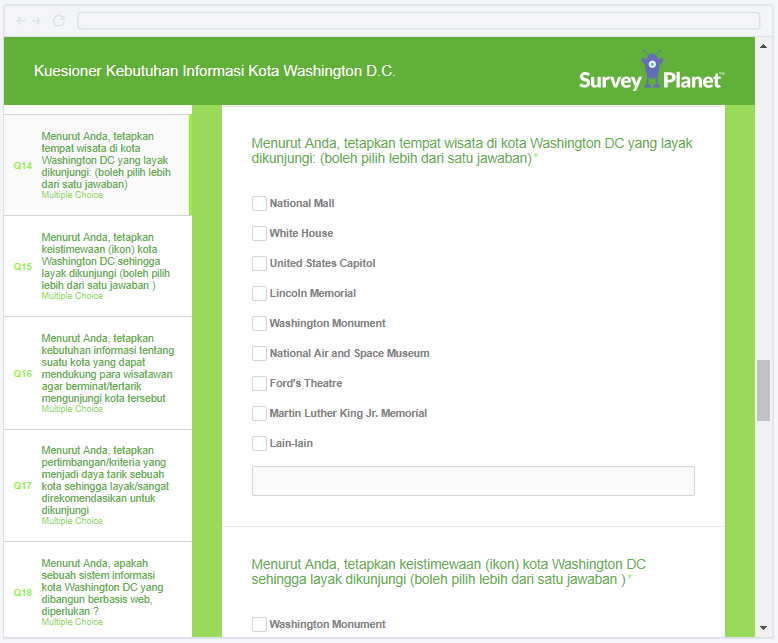 Kuesioner Kebutuhan Informasi Kota Washington D.C.
Survey Planet™
Q14
Menurut Anda, tetapkan
tempat wisata di kota
Washington DC yang layak
dikunjungi: (boleh pilih lebih
dari satu jawaban)
Multiple Choice
Q15
Menurut Anda, tetapkan
keistimewaan (ikon) kota
Washington DC sehingga
layak dikunjungi (boleh pilih
lebih dari satu jawaban )
Multiple Choice
Q16
Menurut Anda, tetapkan
kebutuhan informasi tentang
suatu kota yang dapat
mendukung para wisatawan
agar berminat/tertarik
mengunjungi kota tersebut
Multiple Choice
Q17
Menurut Anda, tetapkan
pertimbangan/kriteria yang
menjadi daya tarik sebuah
kota sehingga layak/sangat
direkomendasikan untuk
dikunjungi
Multiple Choice
Q18
Menurut Anda, apakah
sebuah sistem informasi
kota Washington DC yang
dibangun berbasis web,
diperlukan ?
Multiple Choice
Menurut Anda, tetapkan tempat wisata di kota Washington DC yang layak
dikunjungi: (boleh pilih lebih dari satu jawaban)*
National Mall
White House
United States Capitol
Lincoln Memorial
Washington Monument
National Air and Space Museum
Ford's Theatre
Martin Luther King Jr. Memorial
Lain-lain
Menurut Anda, tetapkan keistimewaan (ikon) kota Washington DC
sehingga layak dikunjungi (boleh pilih lebih dari satu jawaban )*
Washington Monument